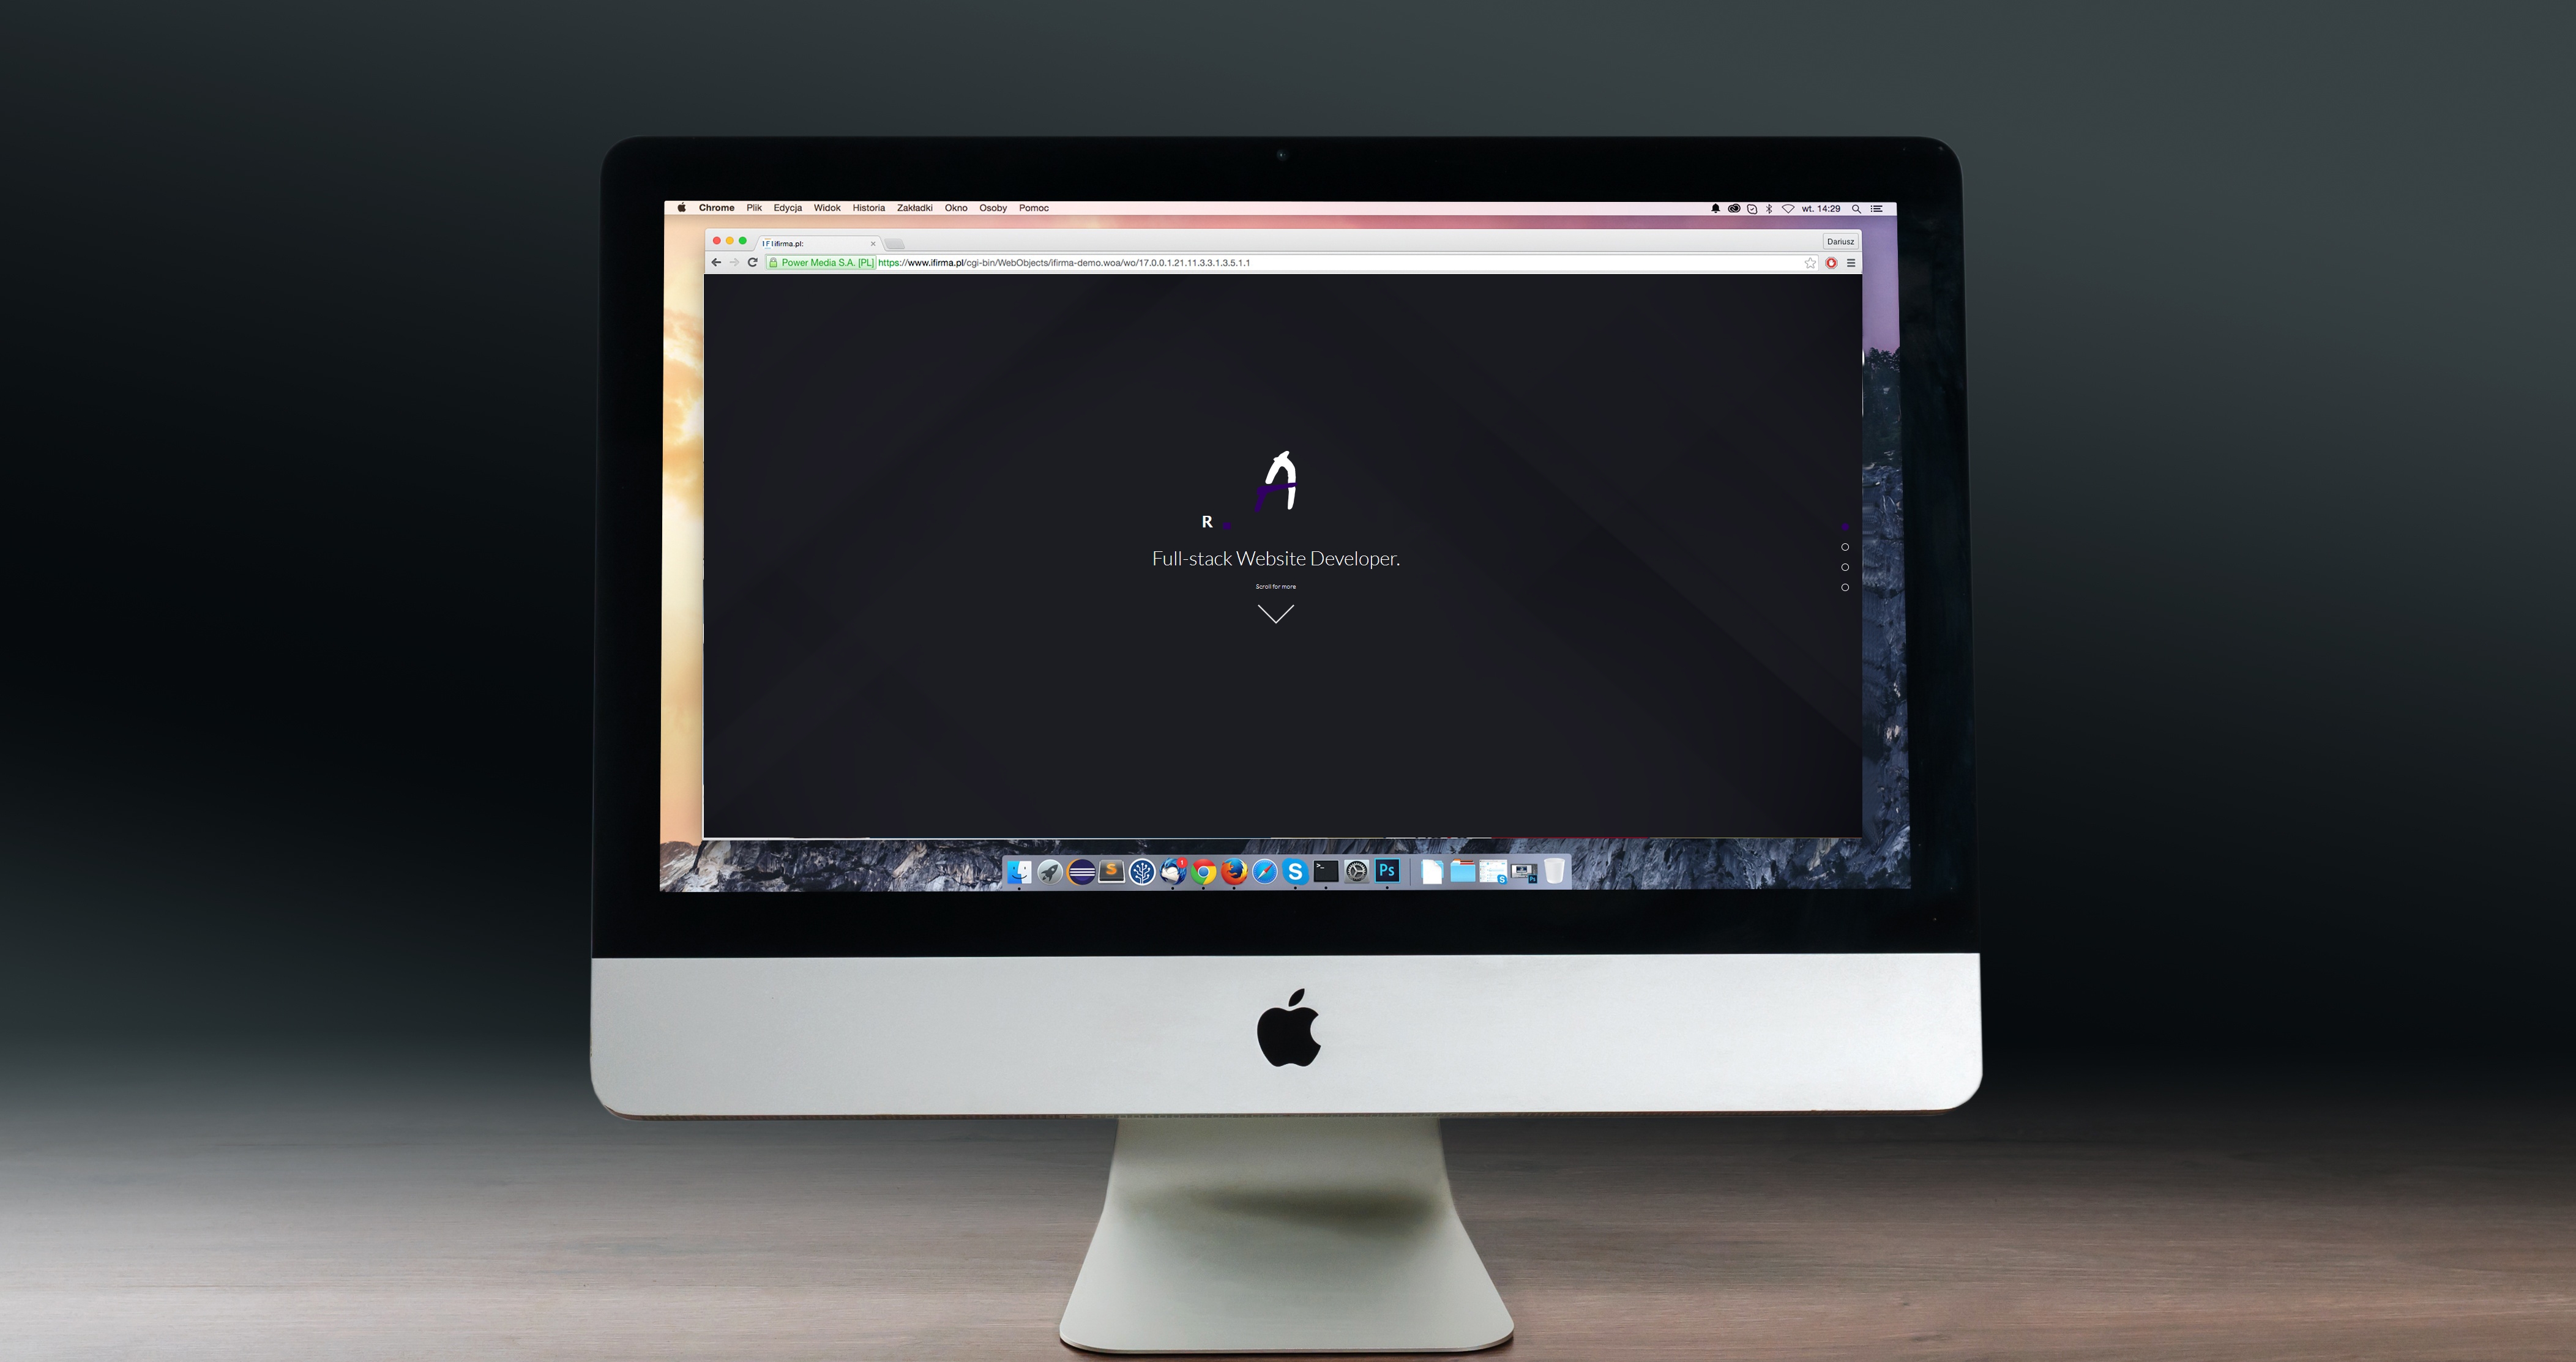 Chrome Plik Edycja Widok Historia Zakładki Okno Osoby Pomoc wt. 14:29
ifirma.pl: Dariusz
Power Media S.A. [PL] https://www.ifirma.pl/cgi-bin/WebObjects/ifirma-demo.woa/wo/17.0.0.1.21.11.3.3.1.3.5.1.1
A
R
Full-stack Website Developer.
Scroll for more
1
S >_ S Ps